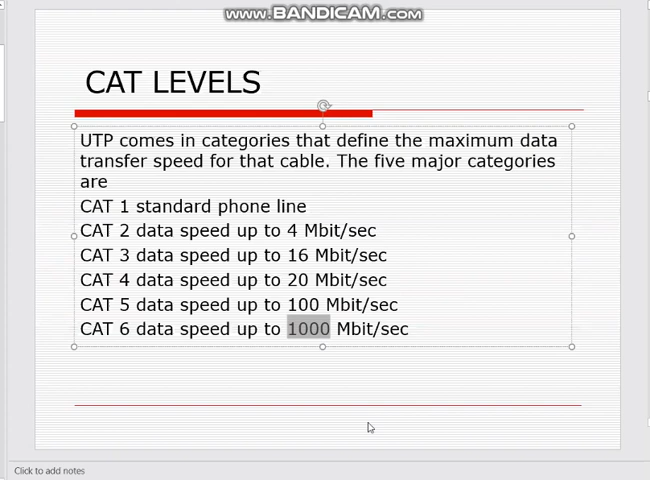 www.BANDICAM.com
CAT LEVELS
UTP comes in categories that define the maximum data
transfer speed for that cable. The five major categories
are
CAT 1 standard phone line
CAT 2 data speed up to 4 Mbit/sec
CAT 3 data speed up to 16 Mbit/sec
CAT 4 data speed up to 20 Mbit/sec
CAT 5 data speed up to 100 Mbit/sec
CAT 6 data speed up to 1000 Mbit/sec
Click to add notes